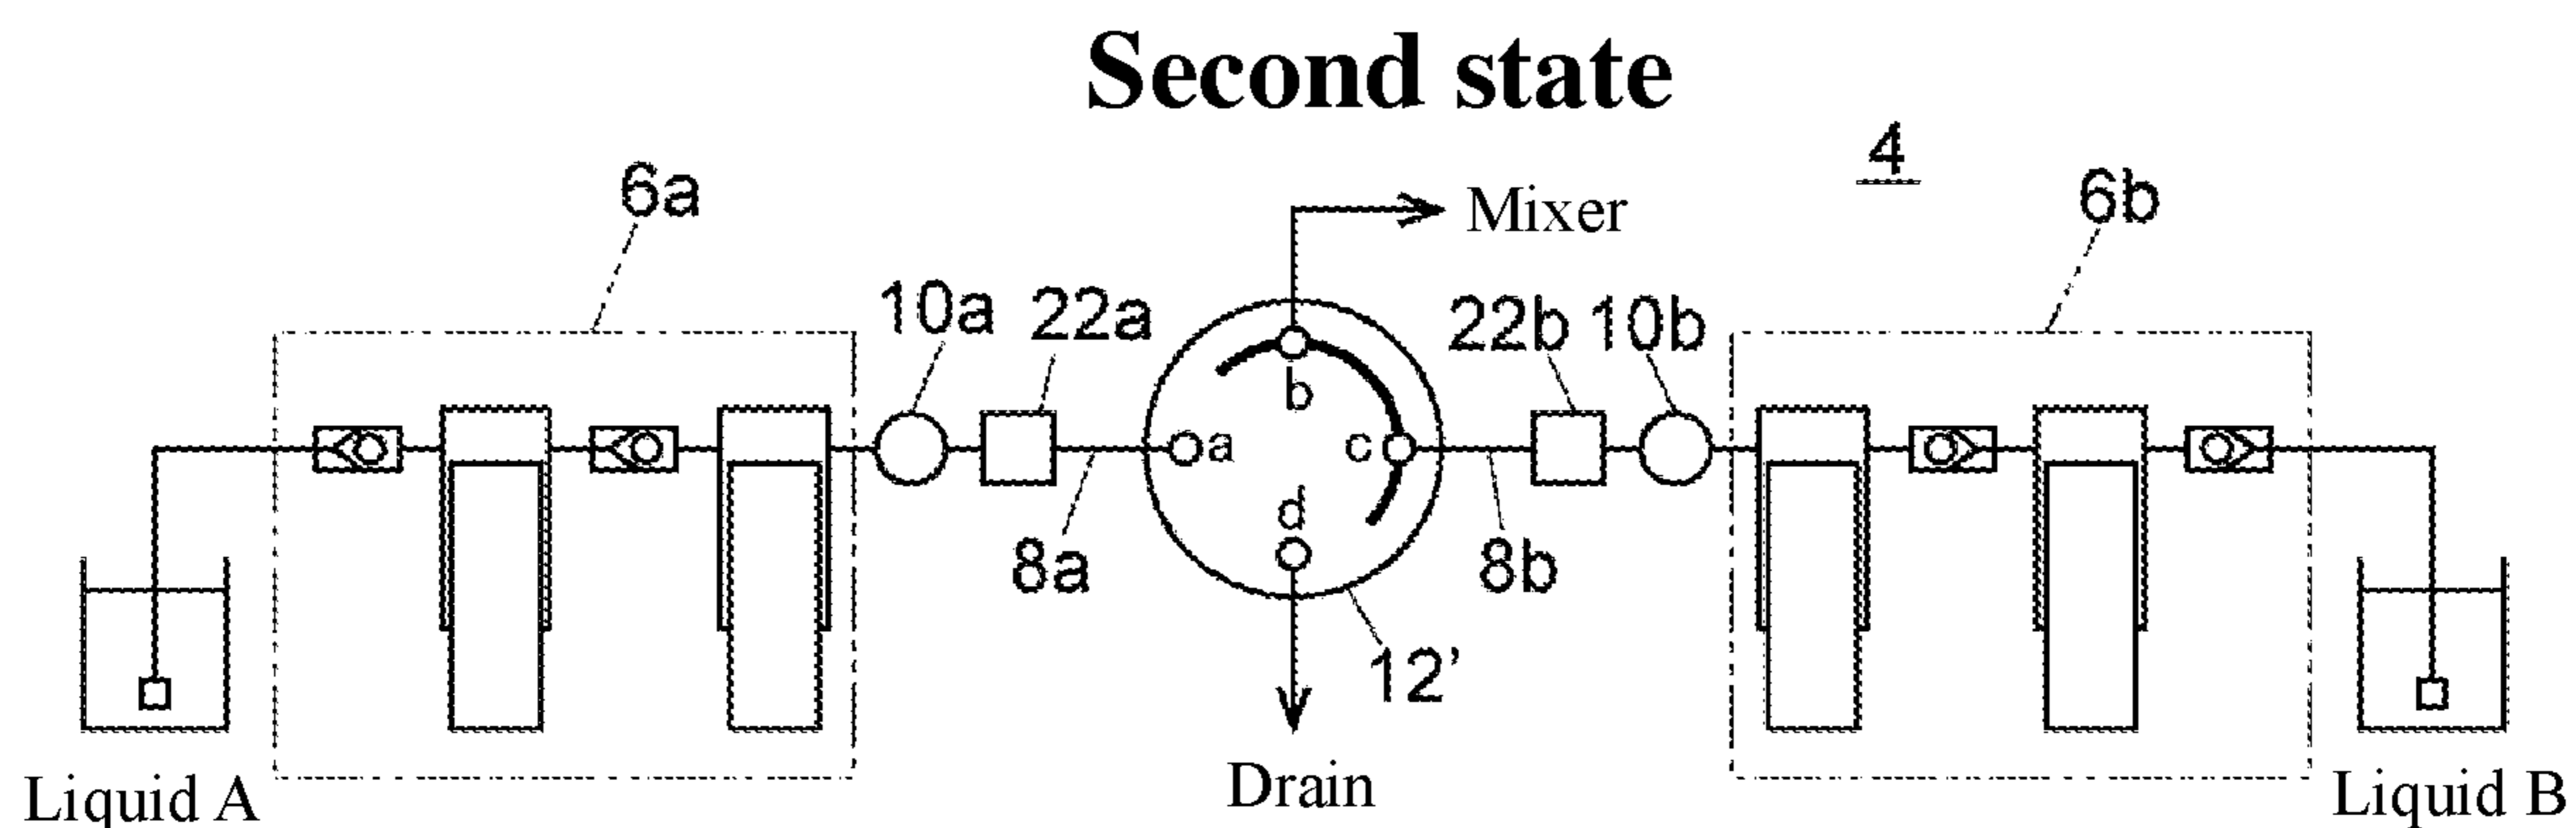 Second state
4
6a
Mixer
6b
10a
22a
22b
10b
b
a
c
d
8a
8b
12’
Drain
Liquid A
Liquid B